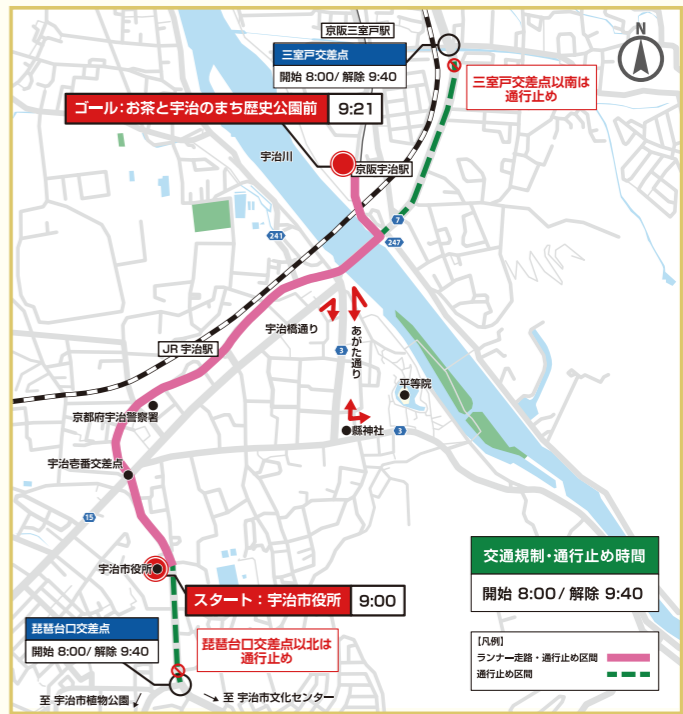 京阪三室戸駅
N
三室戸交差点
開始 8:00/ 解除 9:40
三室戸交差点以南は
通行止め
ゴール:お茶と宇治のまち歴史公園前
9:21
宇治川
京阪宇治駅
7
241
247
宇治橋通り
あがた通り
3
JR 宇治駅
平等院
京都府宇治警察署
縣神社
3
宇治壱番交差点
15
交通規制・通行止め時間
開始 8:00/ 解除 9:40
宇治市役所
スタート:宇治市役所
9:00
琵琶台口交差点
開始 8:00/ 解除 9:40
琵琶台口交差点以北は
通行止め
【凡例】
ランナー走路・通行止め区間
通行止め区間
至 宇治市植物公園
至 宇治市文化センター